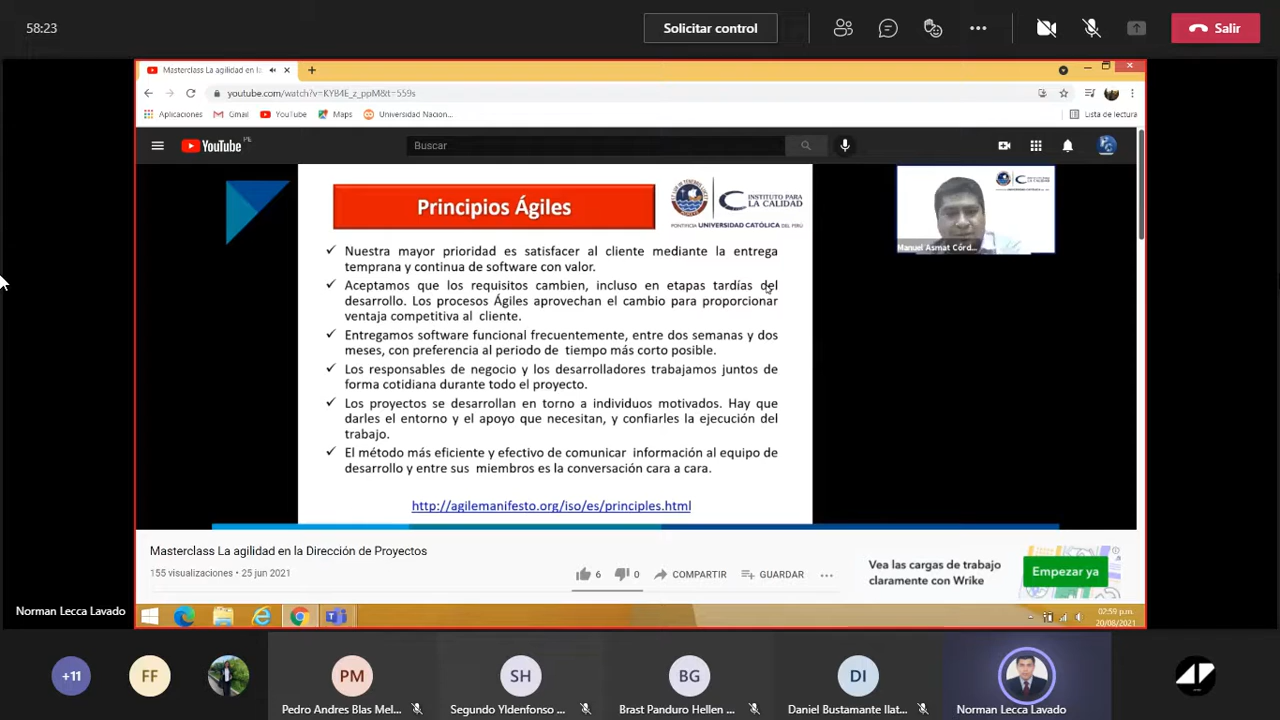 58:23
Solicitar control
Salir
Masterclass La agilidad en la
youtube.com/watch?v=KYB4E_z_ppM&t=559s
Aplicaciones
Gmail
YouTube
Maps
Universidad Nacion...
Lista de lectura
YouTube PE
Buscar
Principios Ágiles
INSTITUTO PARA
LA CALIDAD
PONTIFICIA UNIVERSIDAD CATÓLICA DEL PERÚ
✓ Nuestra mayor prioridad es satisfacer al cliente mediante la entrega
temprana y continua de software con valor.
✓ Aceptamos que los requisitos cambien, incluso en etapas tardías del
desarrollo. Los procesos Ágiles aprovechan el cambio para proporcionar
ventaja competitiva al cliente.
✓ Entregamos software funcional frecuentemente, entre dos semanas y dos
meses, con preferencia al periodo de tiempo más corto posible.
✓ Los responsables de negocio y los desarrolladores trabajamos juntos de
forma cotidiana durante todo el proyecto.
✓ Los proyectos se desarrollan en torno a individuos motivados. Hay que
darles el entorno y el apoyo que necesitan, y confiarles la ejecución del
trabajo.
✓ El método más eficiente y efectivo de comunicar información al equipo de
desarrollo y entre sus miembros es la conversación cara a cara.
http://agilemanifesto.org/iso/es/principles.html
Manuel Asmat Córd...
Masterclass La agilidad en la Dirección de Proyectos
155 visualizaciones • 25 jun 2021
6
0
COMPARTIR
GUARDAR
Vea las cargas de trabajo
claramente con Wrike
Empezar ya
Norman Lecca Lavado
02:59 p.m.
20/08/2021
+11
FF
PM
SH
BG
DI
Pedro Andres Blas Mel...
Segundo Yldenfonso ...
Brast Panduro Hellen ...
Daniel Bustamante Ilat...
Norman Lecca Lavado